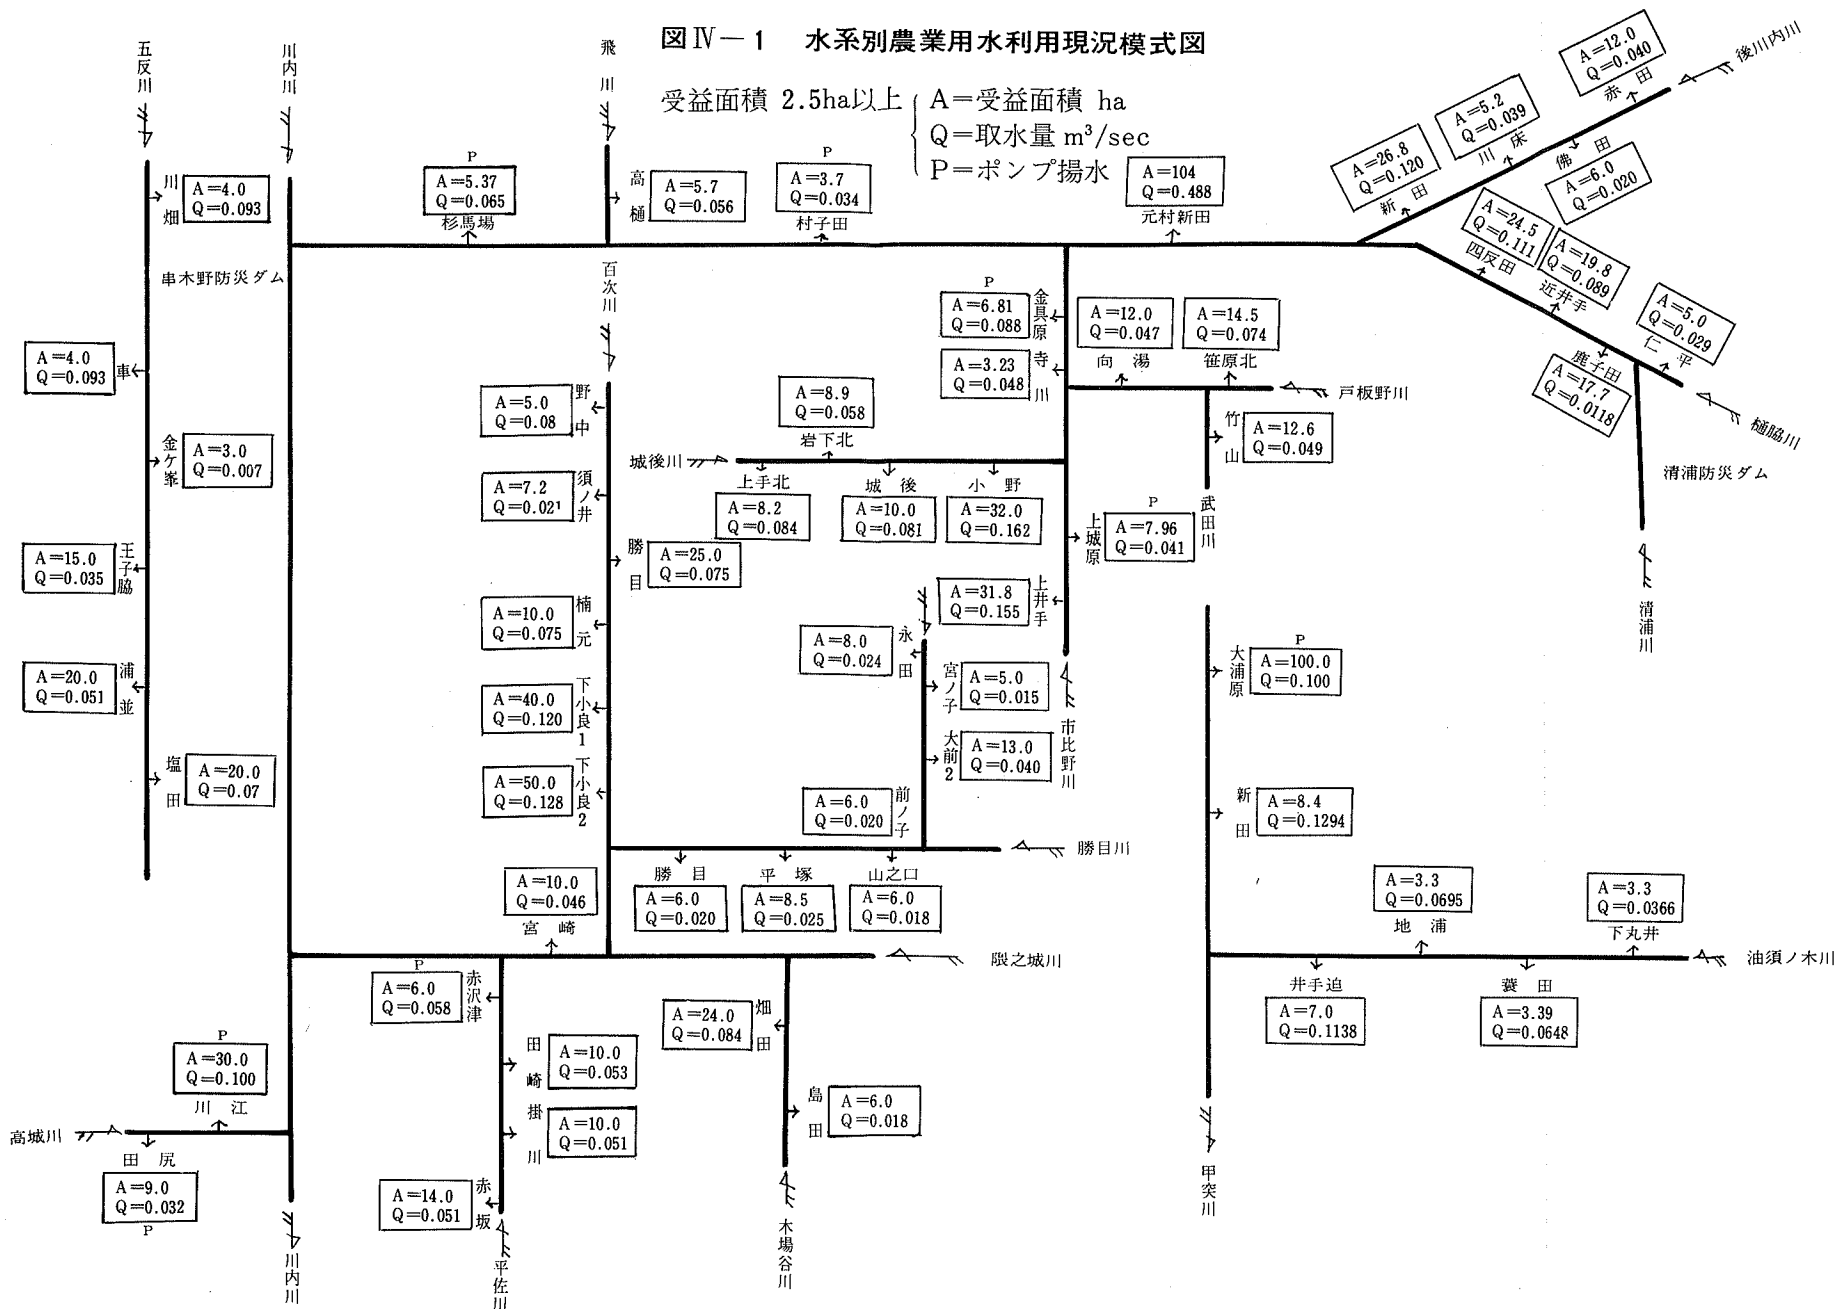 図Ⅳ－1　水系別農業用水利用現況模式図
受益面積 2.5ha以上
A＝受益面積 ha
Q＝取水量 m³/sec
P＝ポンプ揚水
五反川
川畑
A＝4.0
Q＝0.093
串木野防災ダム
車
A＝4.0
Q＝0.093
金ケ峯
A＝3.0
Q＝0.007
王子脇
A＝15.0
Q＝0.035
浦並
A＝20.0
Q＝0.051
塩田
A＝20.0
Q＝0.07
川内川
P
A＝5.37
Q＝0.065
杉馬場
飛川
高樋
A＝5.7
Q＝0.056
P
A＝3.7
Q＝0.034
村子田
A＝104
Q＝0.488
元村新田
後川内川
A＝12.0
Q＝0.040
赤田
A＝5.2
Q＝0.039
川床
佛田
A＝6.0
Q＝0.020
A＝26.8
Q＝0.120
新田
A＝24.5
Q＝0.111
四反田
A＝19.8
Q＝0.089
近井手
A＝5.0
Q＝0.029
仁平
鹿子田
A＝17.7
Q＝0.0118
樋脇川
清浦防災ダム
清浦川
P
A＝6.81
Q＝0.088
金具原
A＝3.23
Q＝0.048
寺川
A＝12.0
Q＝0.047
向湯
A＝14.5
Q＝0.074
笹原北
戸板野川
竹山
A＝12.6
Q＝0.049
武田川
城後川
A＝8.9
Q＝0.058
岩下北
上手北
A＝8.2
Q＝0.084
城後
A＝10.0
Q＝0.081
小野
A＝32.0
Q＝0.162
P
上城原
A＝7.96
Q＝0.041
A＝31.8
Q＝0.155
上井手
市比野川
百次川
A＝5.0
Q＝0.08
野中
A＝7.2
Q＝0.021
須ノ井
勝目
A＝25.0
Q＝0.075
A＝10.0
Q＝0.075
楠元
A＝40.0
Q＝0.120
下小良1
A＝50.0
Q＝0.128
下小良2
A＝8.0
Q＝0.024
永田
宮ノ子
A＝5.0
Q＝0.015
大前2
A＝13.0
Q＝0.040
A＝6.0
Q＝0.020
前ノ子
勝目川
勝目
A＝6.0
Q＝0.020
平塚
A＝8.5
Q＝0.025
山之口
A＝6.0
Q＝0.018
A＝10.0
Q＝0.046
宮崎
隈之城川
P
A＝6.0
Q＝0.058
赤沢津
田崎
A＝10.0
Q＝0.053
掛川
A＝10.0
Q＝0.051
A＝14.0
Q＝0.051
赤坂
平佐川
A＝24.0
Q＝0.084
畑田
島田
A＝6.0
Q＝0.018
木場谷川
P
A＝30.0
Q＝0.100
川江
高城川
田尻
A＝9.0
Q＝0.032
P
川内川
P
大浦原
A＝100.0
Q＝0.100
新田
A＝8.4
Q＝0.1294
A＝3.3
Q＝0.0695
地浦
A＝3.3
Q＝0.0366
下丸井
油須ノ木川
井手迫
A＝7.0
Q＝0.1138
蓑田
A＝3.39
Q＝0.0648
甲突川